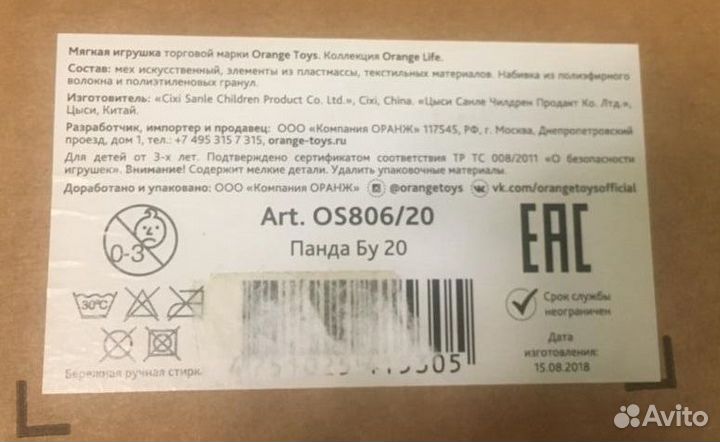 Мягкая игрушка торговой марки Orange Toys. Коллекция Orange Life.
Состав: мех искусственный, элементы из пластмассы, текстильных материалов. Набивка из полиэфирного
волокна и полиэтиленовых гранул.
Изготовитель: «Cixi Sanle Children Product Co. Ltd.», Cixi, China. «Цыси Санле Чилдрен Продакт Ко. Лтд.»,
Цыси, Китай.
Разработчик, импортер и продавец: ООО «Компания ОРАНЖ» 117545, РФ, г. Москва, Днепропетровский
проезд, дом 1, тел.: +7 495 315 7 315, orange-toys.ru
Для детей от 3-х лет. Подтверждено сертификатом соответствия ТР ТС 008/2011 «О безопасности
игрушек». Внимание! Содержит мелкие детали. Удалить упаковочные материалы.
Доработано и упаковано: ООО «Компания ОРАНЖ» @orangetoys vk.com/orangetoysofficial
0-3
Art. OS806/20
Панда Бу 20
EAC
30°C
Срок службы
неограничен
Дата
изготовления:
15.08.2018
Бережная ручная стирк
Avito